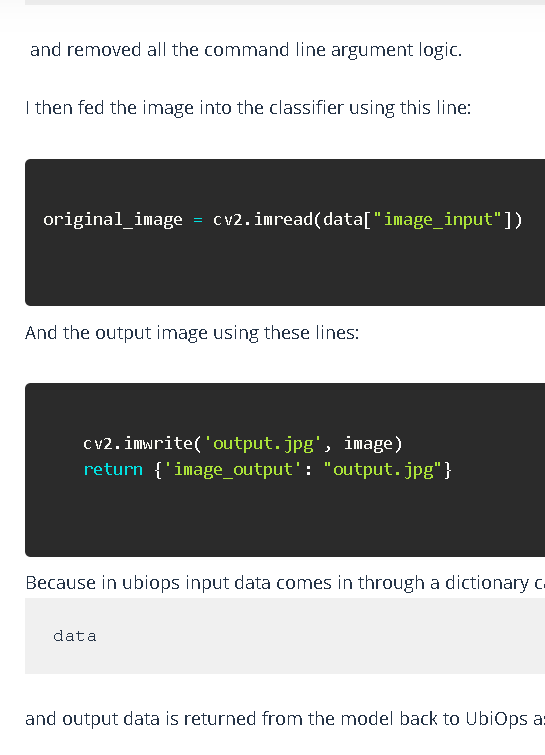 and removed all the command line argument logic.
I then fed the image into the classifier using this line:
original_image = cv2.imread(data["image_input"])
And the output image using these lines:
cv2.imwrite('output.jpg', image)
return {'image_output': "output.jpg"}
Because in ubiops input data comes in through a dictionary
data
and output data is returned from the model back to UbiOps